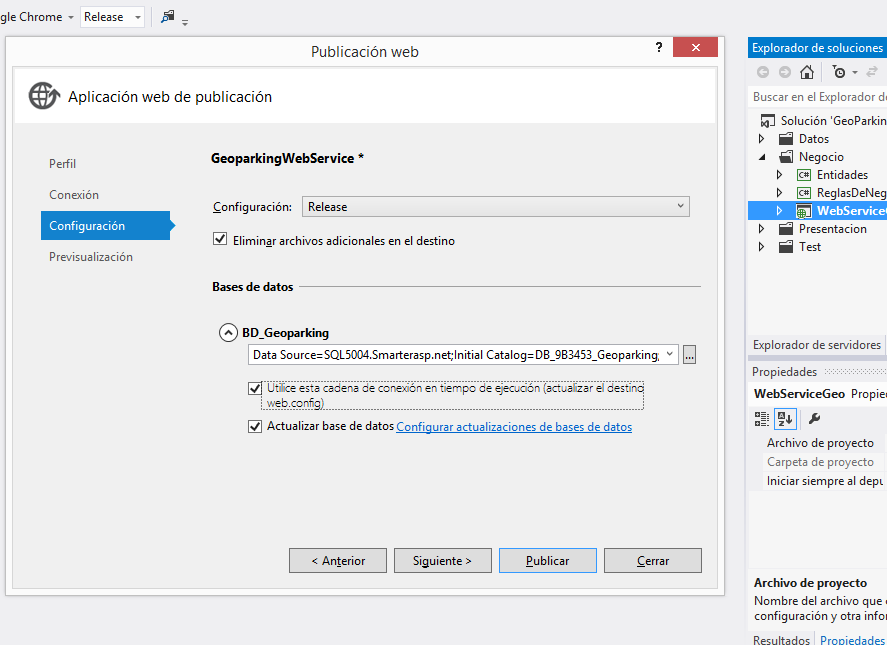 gle Chrome
Release
Publicación web
?
Aplicación web de publicación
Perfil
Conexión
Configuración
Previsualización
GeoparkingWebService *
Configuración:
Release
Eliminar archivos adicionales en el destino
Bases de datos
BD_Geoparking
Data Source=SQL5004.Smarterasp.net;Initial Catalog=DB_9B3453_Geoparking;
...
Utilice esta cadena de conexión en tiempo de ejecución (actualizar el destino
web.config)
Actualizar base de datos Configurar actualizaciones de bases de datos
< Anterior
Siguiente >
Publicar
Cerrar
Explorador de soluciones
Buscar en el Explorador de
Solución 'GeoParkin
Datos
Negocio
C# Entidades
C# ReglasDeNeg
WebServiceG
Presentacion
Test
Explorador de servidores
Propiedades
WebServiceGeo Propie
Archivo de proyecto
Carpeta de proyecto
Iniciar siempre al depu
Archivo de proyecto
Nombre del archivo que
configuración y otra infor
Resultados
Propiedades